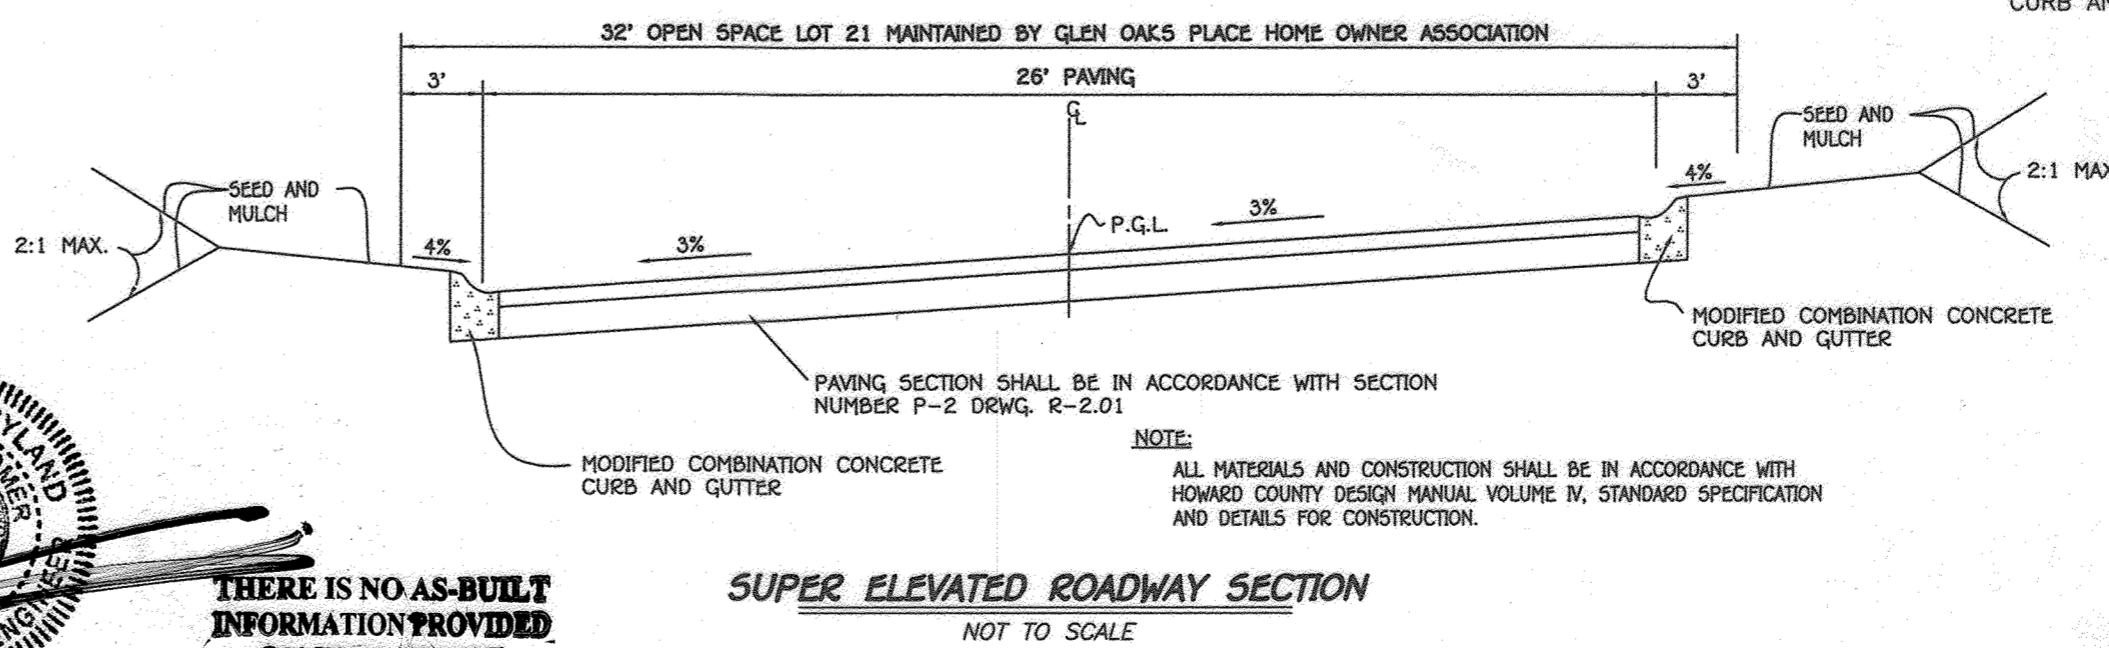 CURB AN
32' OPEN SPACE LOT 21 MAINTAINED BY GLEN OAKS PLACE HOME OWNER ASSOCIATION
3'
26' PAVING
3'
℄
SEED AND
MULCH
2:1 MAX.
4%
3%
P.G.L.
3%
4%
SEED AND
MULCH
2:1 MAX
MODIFIED COMBINATION CONCRETE
CURB AND GUTTER
PAVING SECTION SHALL BE IN ACCORDANCE WITH SECTION
NUMBER P-2 DRWG. R-2.01
MODIFIED COMBINATION CONCRETE
CURB AND GUTTER
NOTE:
ALL MATERIALS AND CONSTRUCTION SHALL BE IN ACCORDANCE WITH
HOWARD COUNTY DESIGN MANUAL VOLUME IV, STANDARD SPECIFICATION
AND DETAILS FOR CONSTRUCTION.
THERE IS NO AS-BUILT
INFORMATION PROVIDED
SUPER ELEVATED ROADWAY SECTION
NOT TO SCALE